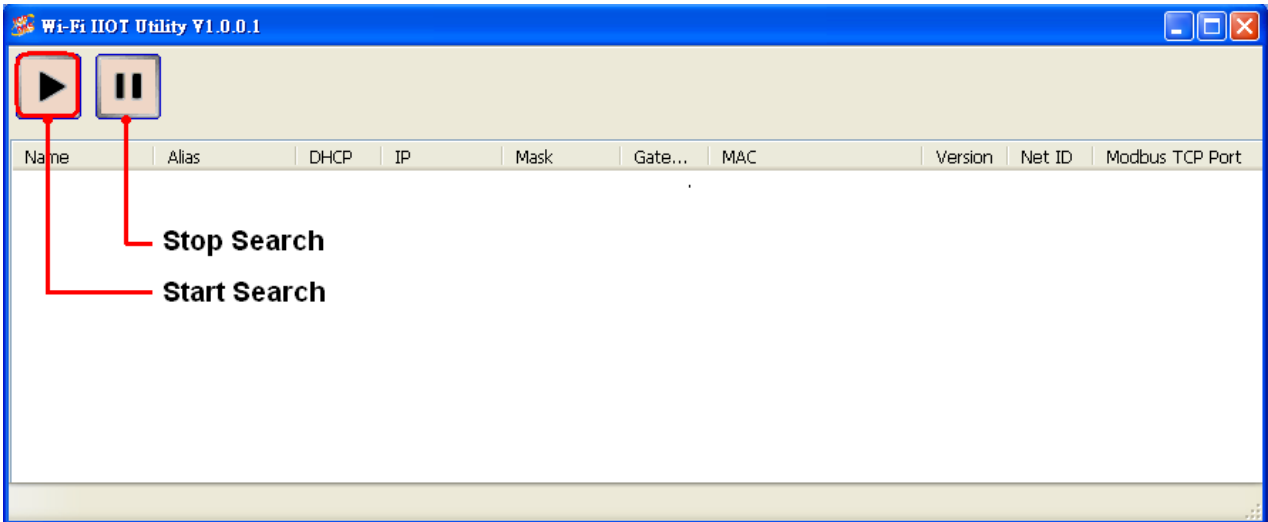 Wi-Fi IIOT Utility V1.0.0.1
Name Alias DHCP IP Mask Gate... MAC Version Net ID Modbus TCP Port
Stop Search
Start Search